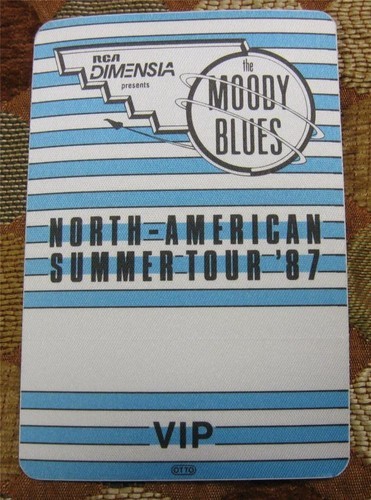 RCA
DIMENSIA
presents
the
MOODY
BLUES
NORTH-AMERICAN
SUMMER TOUR '87
VIP
OTTO